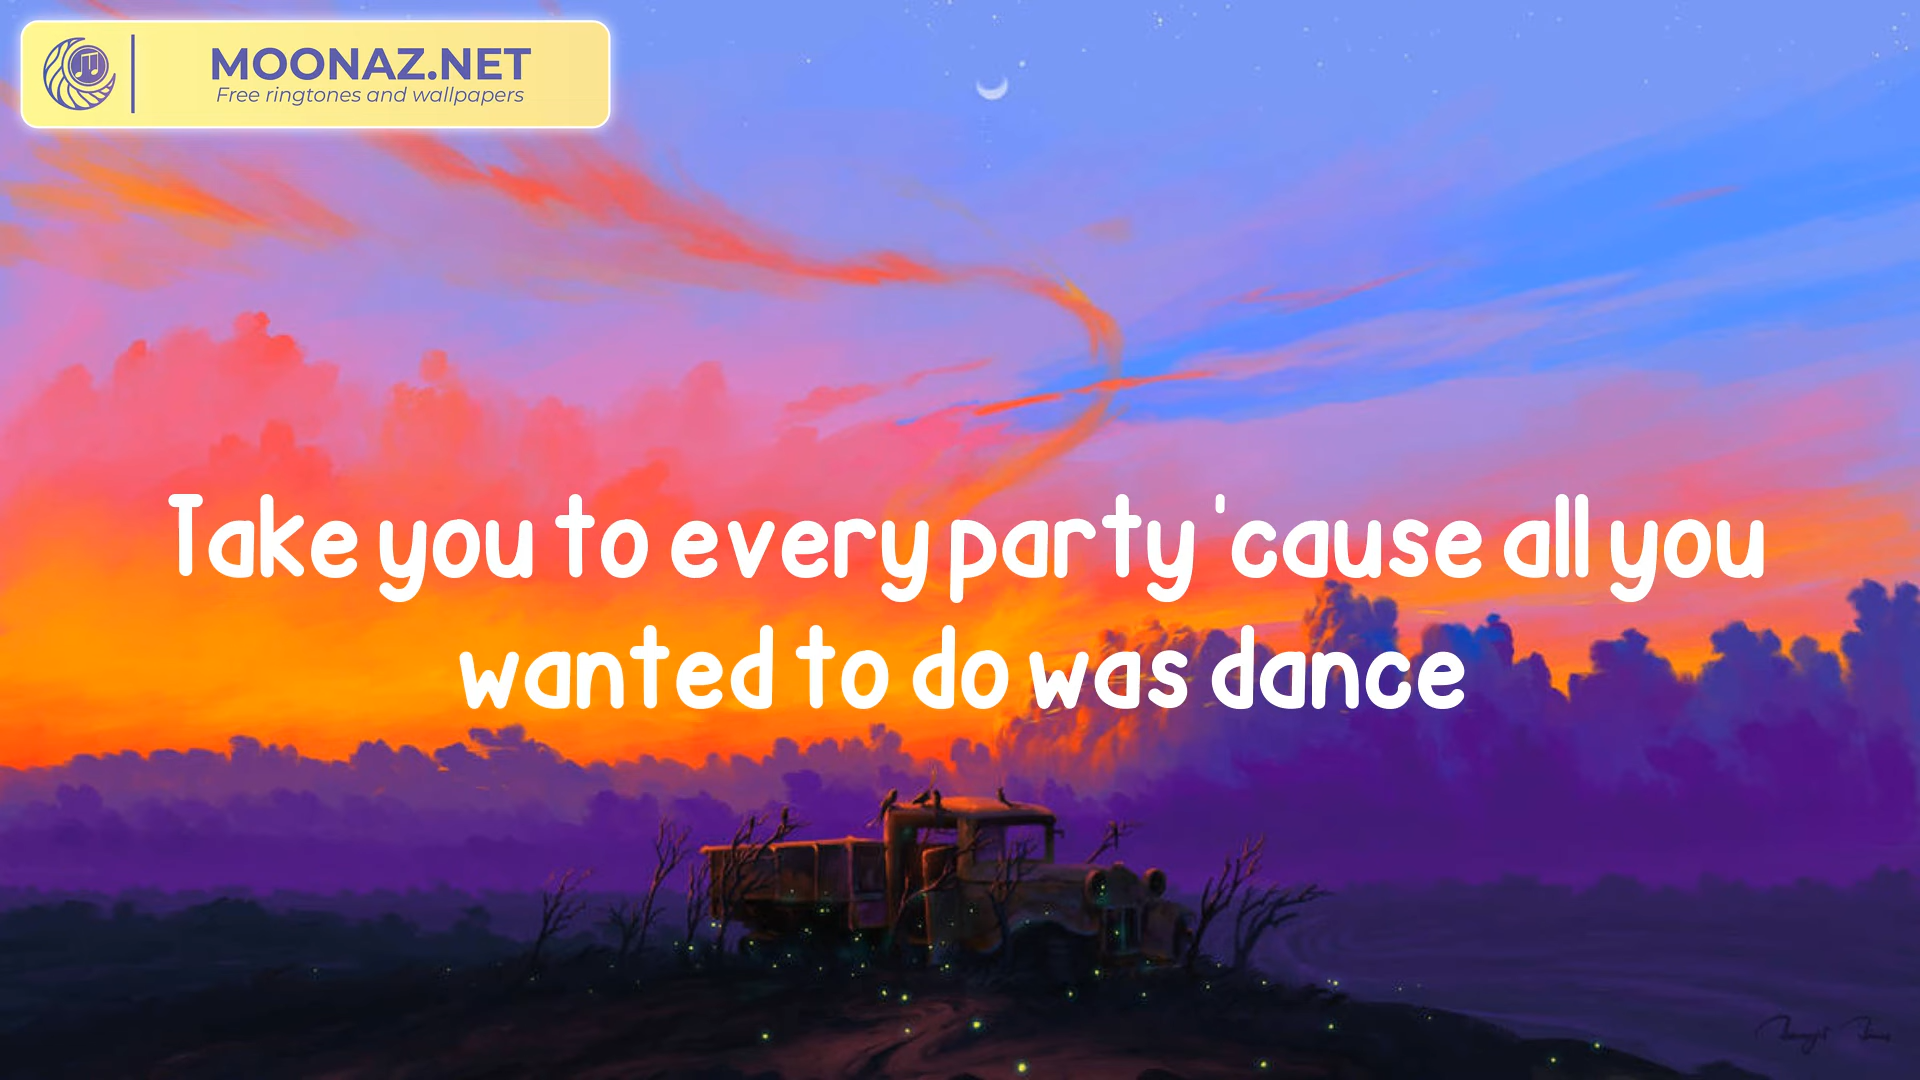 MOONAZ.NET
Free ringtones and wallpapers
Take you to every party 'cause all you
wanted to do was dance